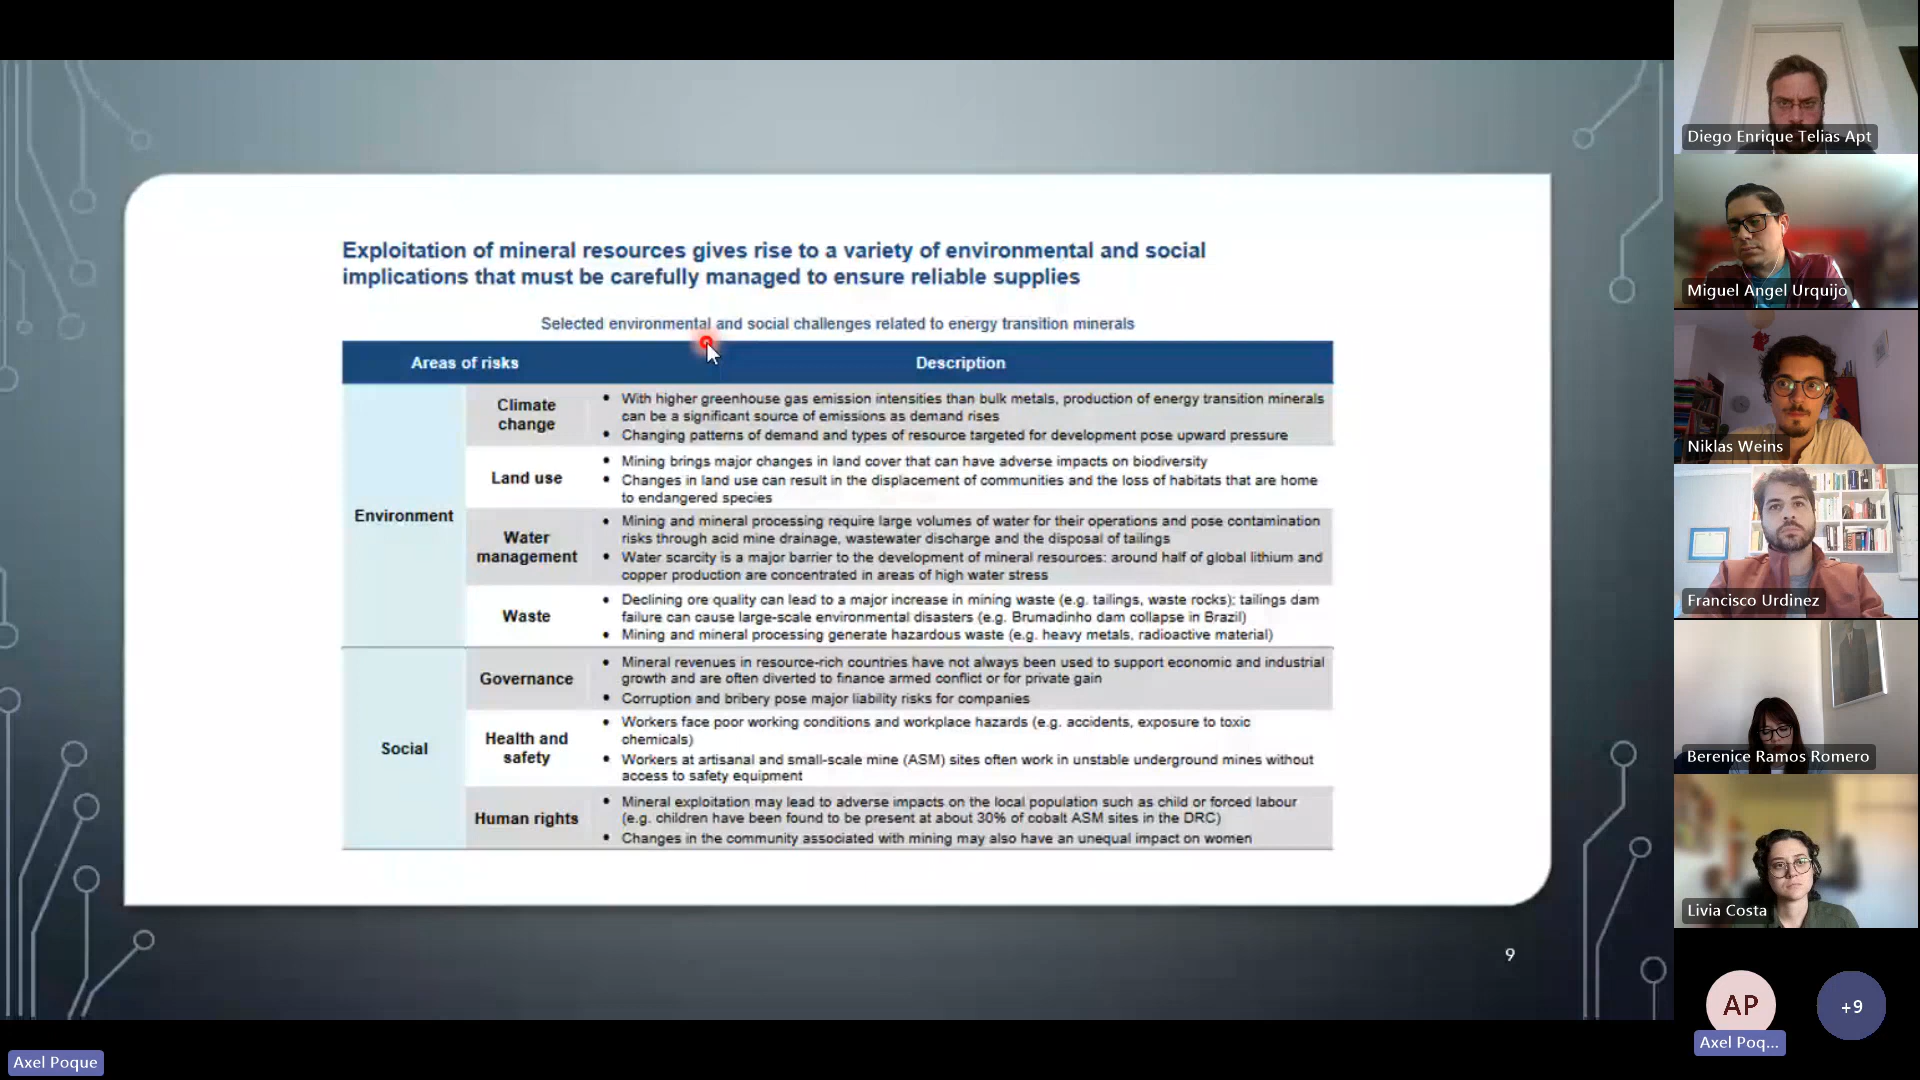 Exploitation of mineral resources gives rise to a variety of environmental and social
implications that must be carefully managed to ensure reliable supplies
Selected environmental and social challenges related to energy transition minerals
Areas of risks
Description
Environment
Climate
change
• With higher greenhouse gas emission intensities than bulk metals, production of energy transition minerals
can be a significant source of emissions as demand rises
• Changing patterns of demand and types of resource targeted for development pose upward pressure
Land use
• Mining brings major changes in land cover that can have adverse impacts on biodiversity
• Changes in land use can result in the displacement of communities and the loss of habitats that are home
to endangered species
Water
management
• Mining and mineral processing require large volumes of water for their operations and pose contamination
risks through acid mine drainage, wastewater discharge and the disposal of tailings
• Water scarcity is a major barrier to the development of mineral resources: around half of global lithium and
copper production are concentrated in areas of high water stress
Waste
• Declining ore quality can lead to a major increase in mining waste (e.g. tailings, waste rocks); tailings dam
failure can cause large-scale environmental disasters (e.g. Brumadinho dam collapse in Brazil)
• Mining and mineral processing generate hazardous waste (e.g. heavy metals, radioactive material)
Social
Governance
• Mineral revenues in resource-rich countries have not always been used to support economic and industrial
growth and are often diverted to finance armed conflict or for private gain
• Corruption and bribery pose major liability risks for companies
Health and
safety
• Workers face poor working conditions and workplace hazards (e.g. accidents, exposure to toxic
chemicals)
• Workers at artisanal and small-scale mine (ASM) sites often work in unstable underground mines without
access to safety equipment
Human rights
• Mineral exploitation may lead to adverse impacts on the local population such as child or forced labour
(e.g. children have been found to be present at about 30% of cobalt ASM sites in the DRC)
• Changes in the community associated with mining may also have an unequal impact on women
9
Axel Poque
Diego Enrique Telias Apt
Miguel Angel Urquijo
Niklas Weins
Francisco Urdinez
Berenice Ramos Romero
Livia Costa
AP
+9
Axel Poq...